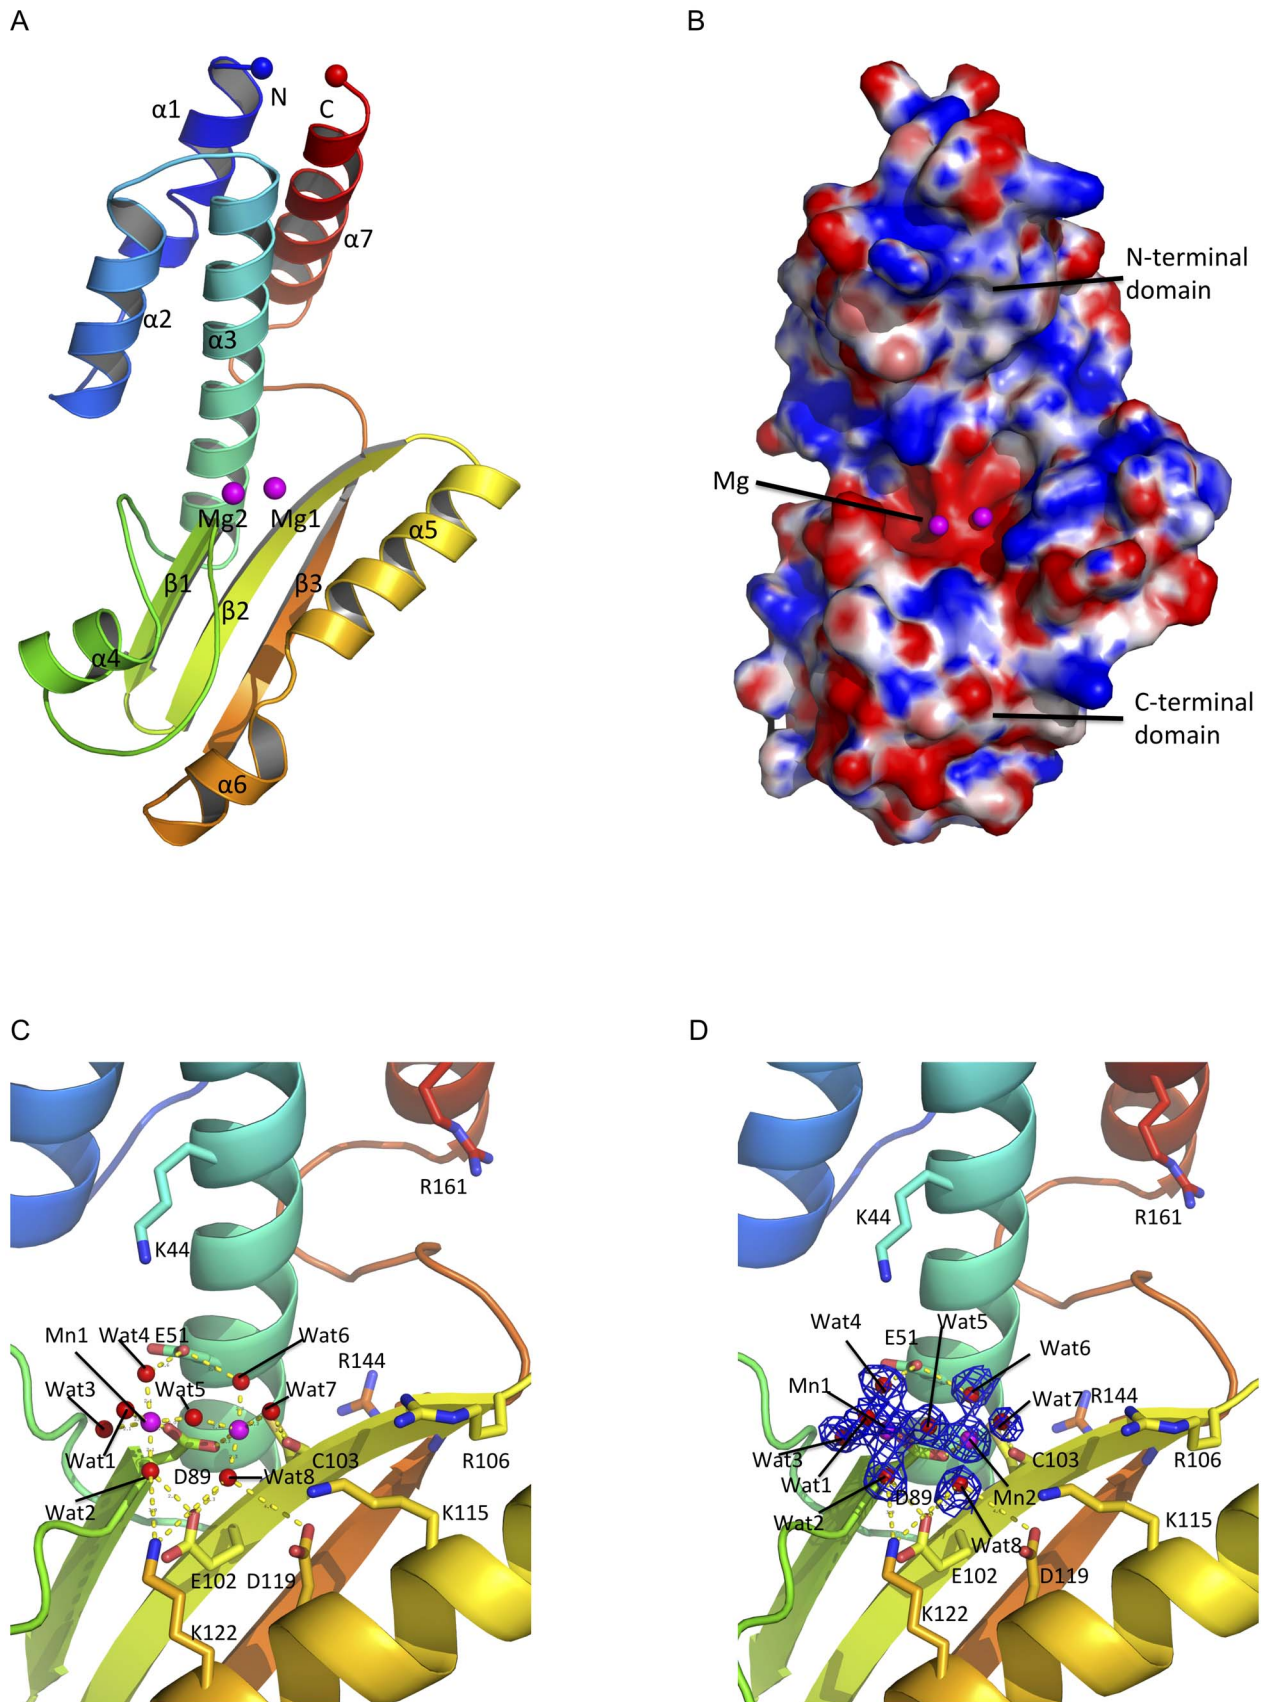 A
B
N
α1
C
α7
α2
α3
N-terminal
domain
Mg
Mg2
Mg1
α5
β1
β3
β2
α4
α6
C-terminal
domain
C
D
R161
K44
Mn1
Wat4
E51
Wat6
R144
Wat3
Wat5
Wat7
Wat1
D89
Wat8
C103
R106
Wat2
K115
E102
D119
K122
R161
K44
Wat4
E51
Wat5
Wat6
Mn1
Wat7
R144
Wat3
C103
R106
Wat1
D89
Mn2
Wat2
K115
Wat8
E102
D119
K122